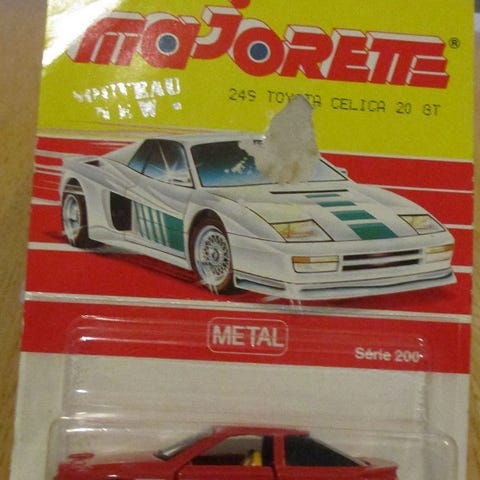 majorette ®
NOUVEAU
NEW!
249 TOYOTA CELICA 20 GT
METAL
Série 200